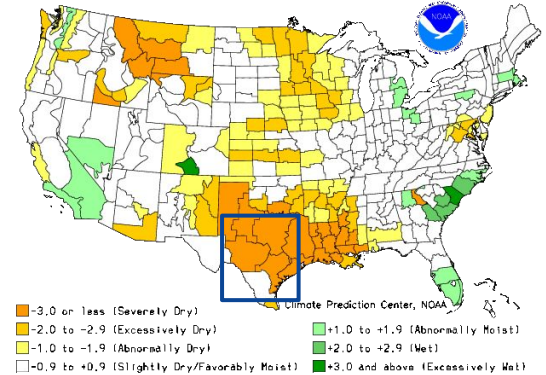 NOAA
Climate Prediction Center, NOAA
-3.0 or less (Severely Dry)
-2.0 to -2.9 (Excessively Dry)
-1.0 to -1.9 (Abnormally Dry)
-0.9 to +0.9 (Slightly Dry/Favorably Moist)
+1.0 to +1.9 (Abnormally Moist)
+2.0 to +2.9 (Wet)
+3.0 and above (Excessively Wet)